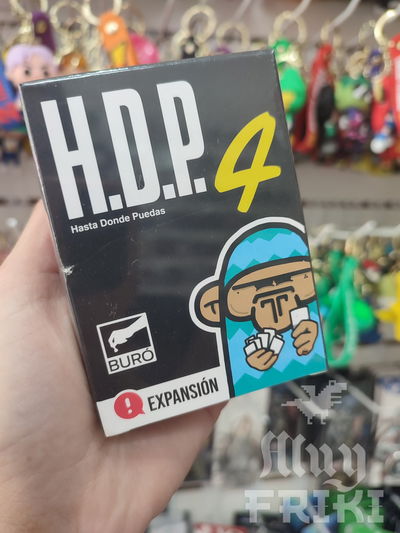 H.D.P. 4
Hasta Donde Puedas
BURÓ
! EXPANSIÓN
Muy
FRIKI